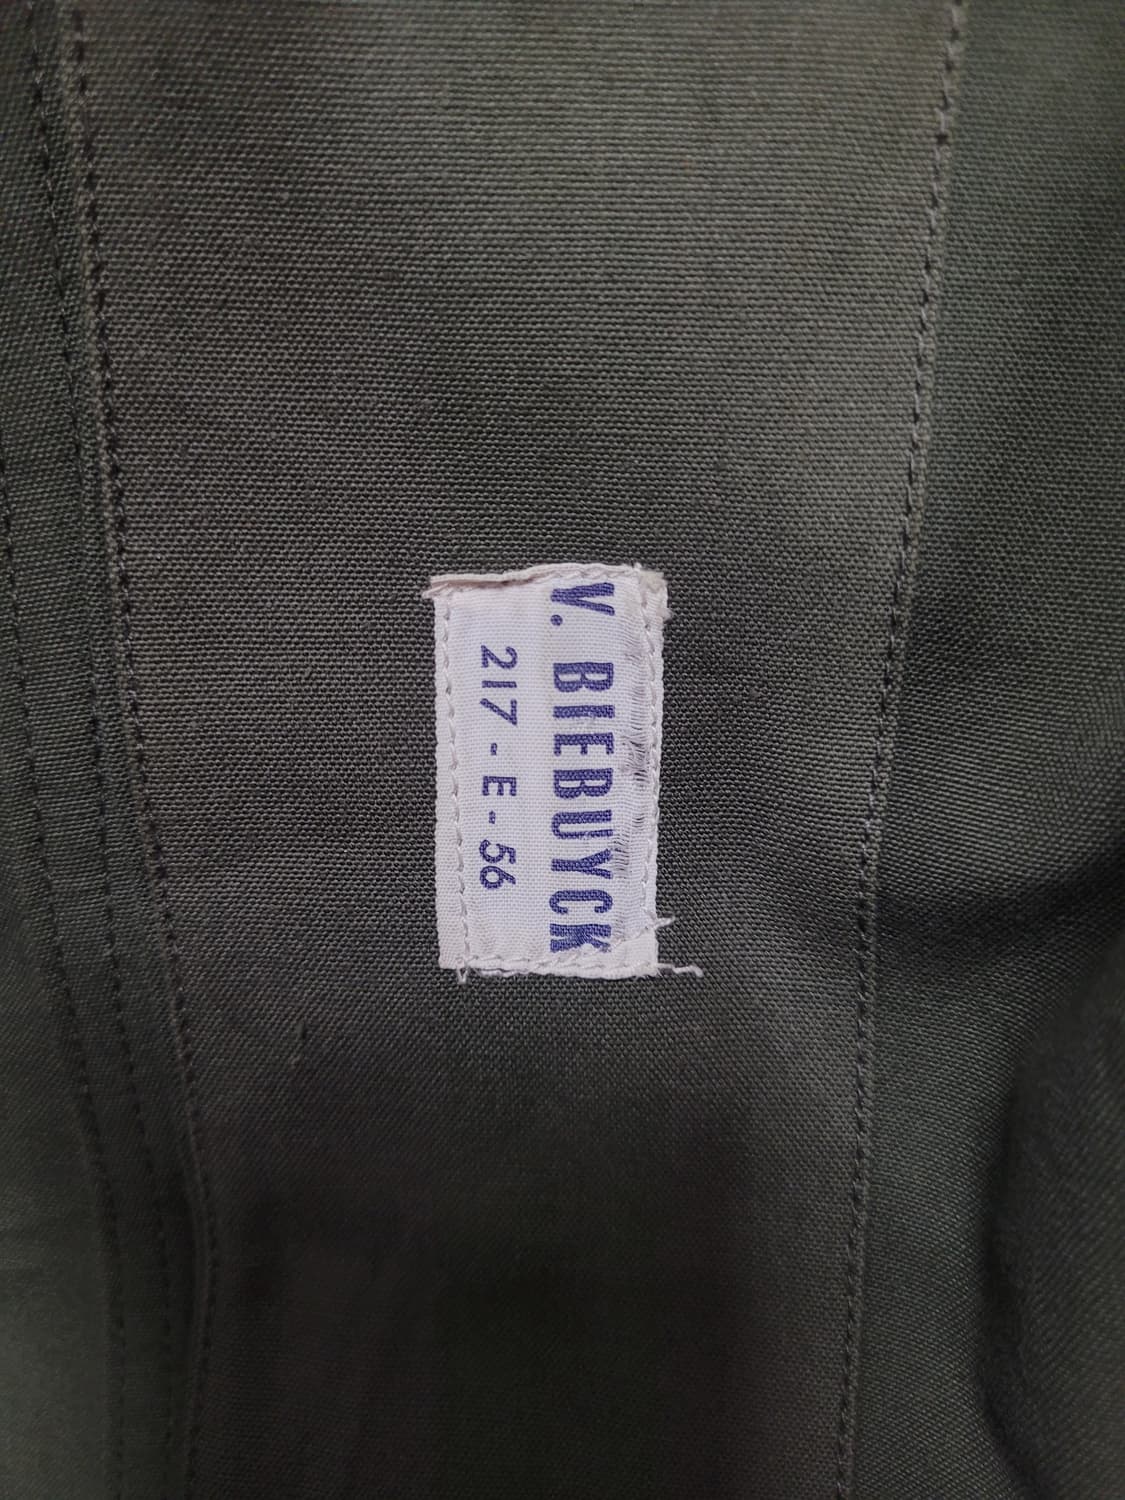 V. BIEBUYCK
217 - E - 56